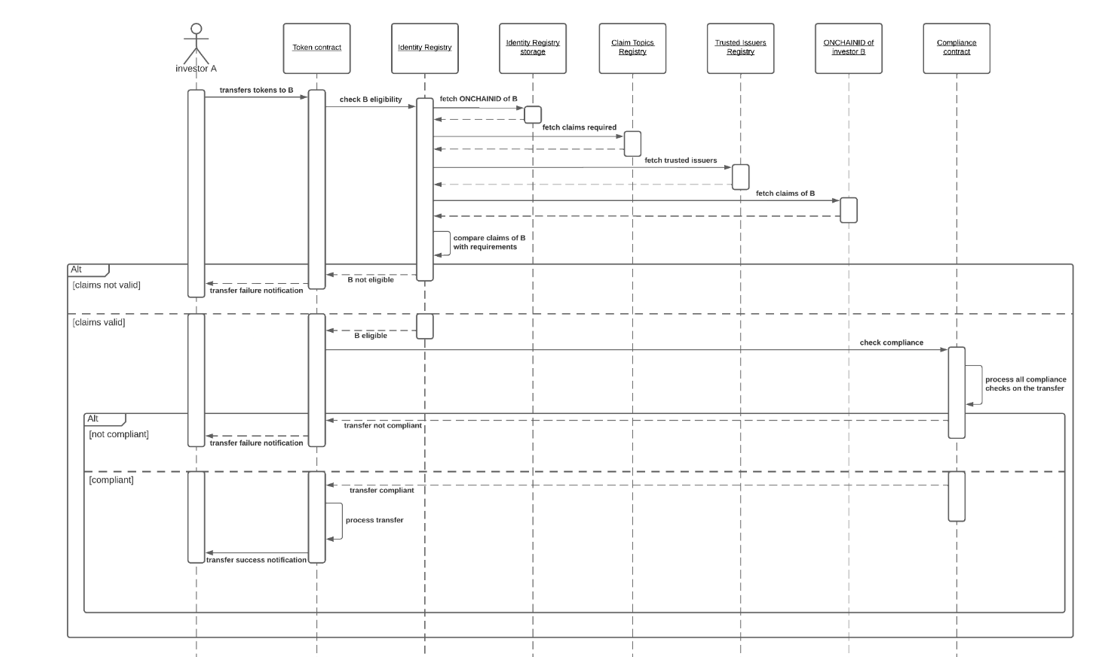 investor A
Token contract
Identity Registry
Identity Registry
storage
Claim Topics
Registry
Trusted Issuers
Registry
ONCHAINID of
investor B
Compliance
contract
transfers tokens to B
check B eligibility
fetch ONCHAINID of B
fetch claims required
fetch trusted issuers
fetch claims of B
compare claims of B
with requirements
Alt
[claims not valid]
B not eligible
transfer failure notification
[claims valid]
B eligible
check compliance
process all compliance
checks on the transfer
Alt
[not compliant]
transfer not compliant
transfer failure notification
[compliant]
transfer compliant
process transfer
transfer success notification